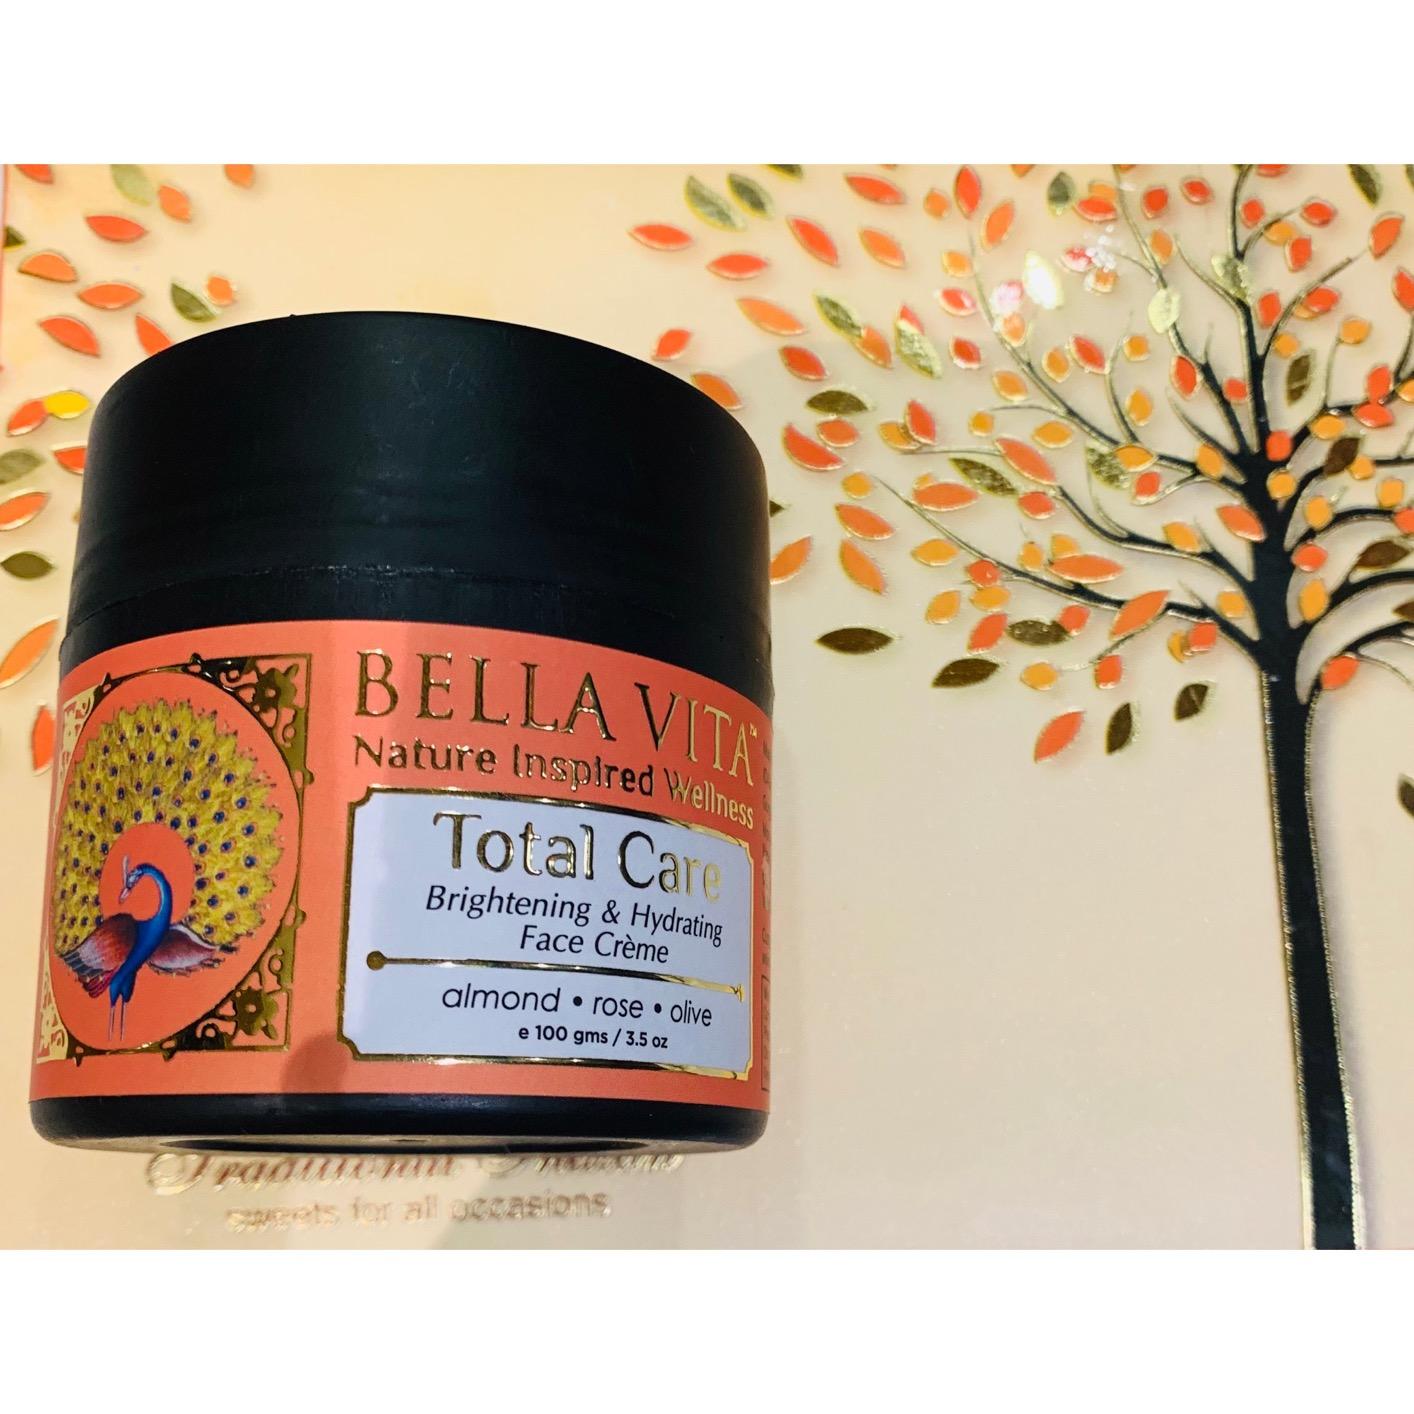 BELLA VITA™
Nature Inspired Wellness
Total Care
Brightening & Hydrating
Face Crème
almond • rose • olive
e 100 gms / 3.5 oz
Traditional
sweets for all occasions